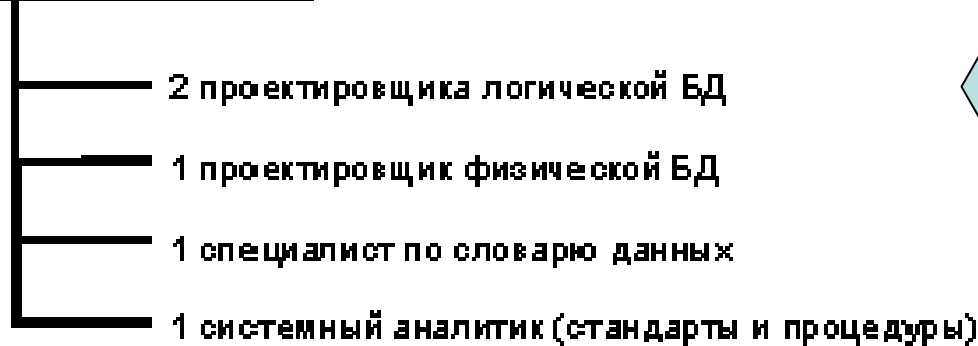 2 проектировщика логической БД
1 проектировщик физической БД
1 специалист по словарю данных
1 системный аналитик (стандарты и процедуры)